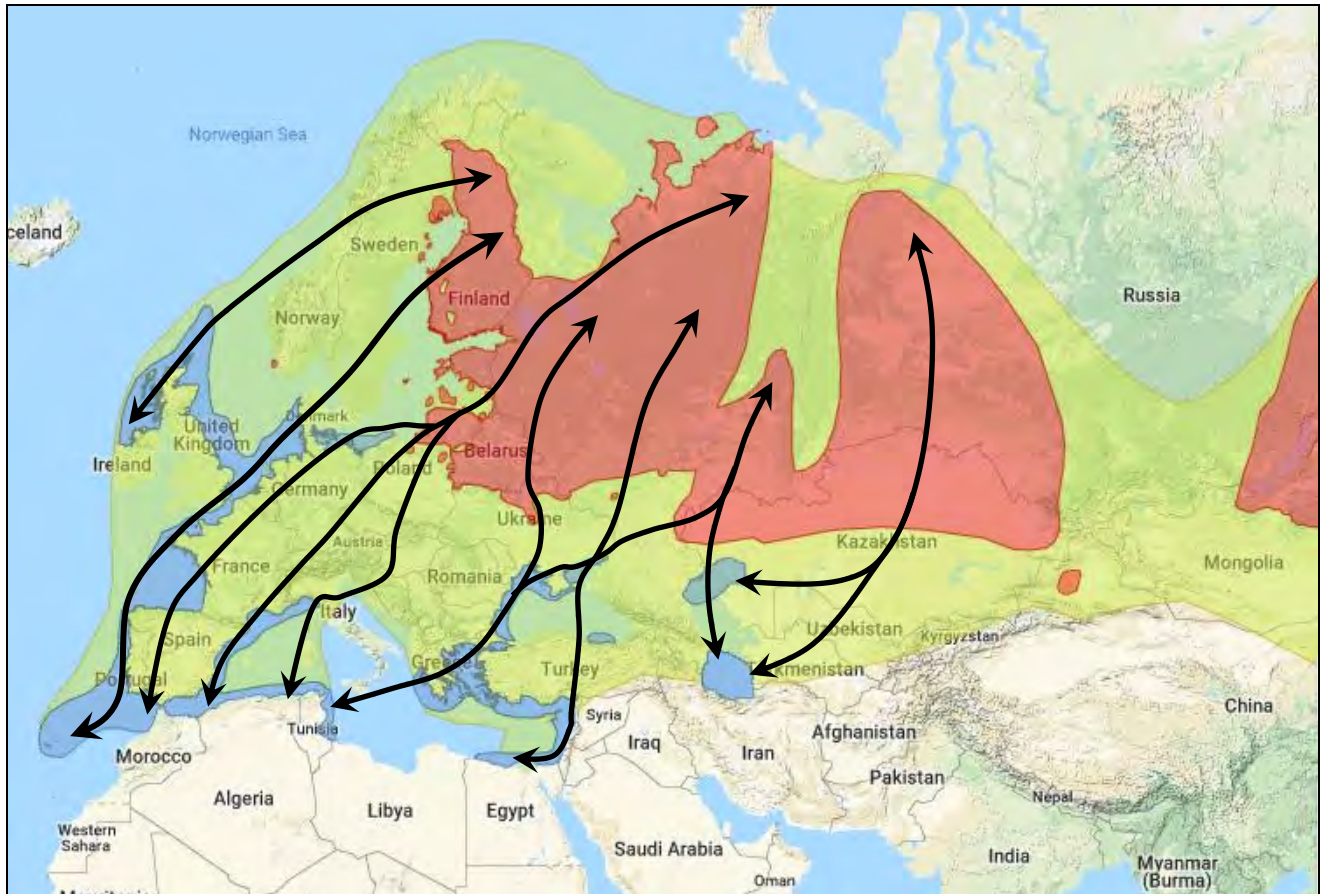 Norwegian Sea
celand
Sweden
Finland
Russia
Norway
United
Kingdom
Denmark
Ireland
Belarus
Poland
Germany
Ukraine
Austria
Kazakhstan
France
Romania
Mongolia
Italy
Spain
Uzbekistan
Kyrgyzstan
Greece
Turkey
Portugal
China
Syria
Tunisia
Iraq
Iran
Afghanistan
Morocco
Pakistan
Algeria
Libya
Egypt
Nepal
Western
Sahara
Saudi Arabia
India
Myanmar
(Burma)
Oman